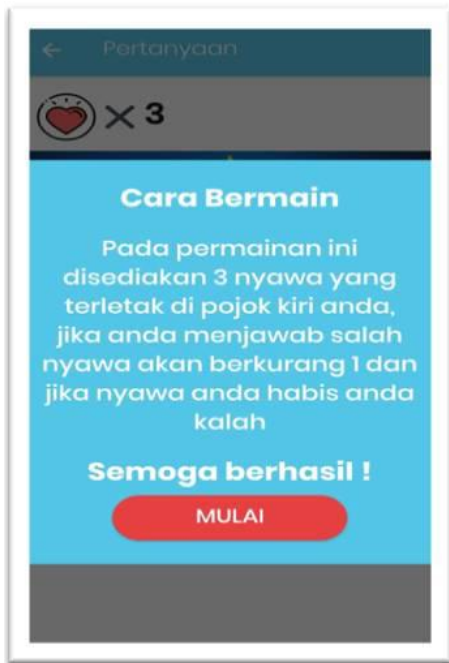 ← Pertanyaan
× 3
Cara Bermain
Pada permainan ini
disediakan 3 nyawa yang
terletak di pojok kiri anda,
jika anda menjawab salah
nyawa akan berkurang 1 dan
jika nyawa anda habis anda
kalah
Semoga berhasil !
MULAI